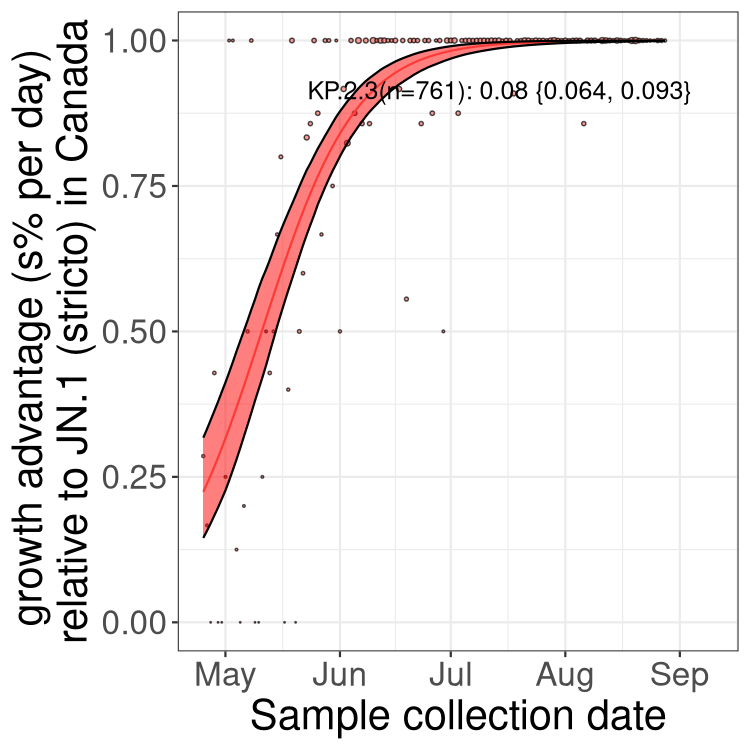 growth advantage (s% per day)
relative to JN.1 (stricto) in Canada
1.00
0.75
0.50
0.25
0.00
KP.2.3(n=761): 0.08 {0.064, 0.093}
May Jun Jul Aug Sep
Sample collection date